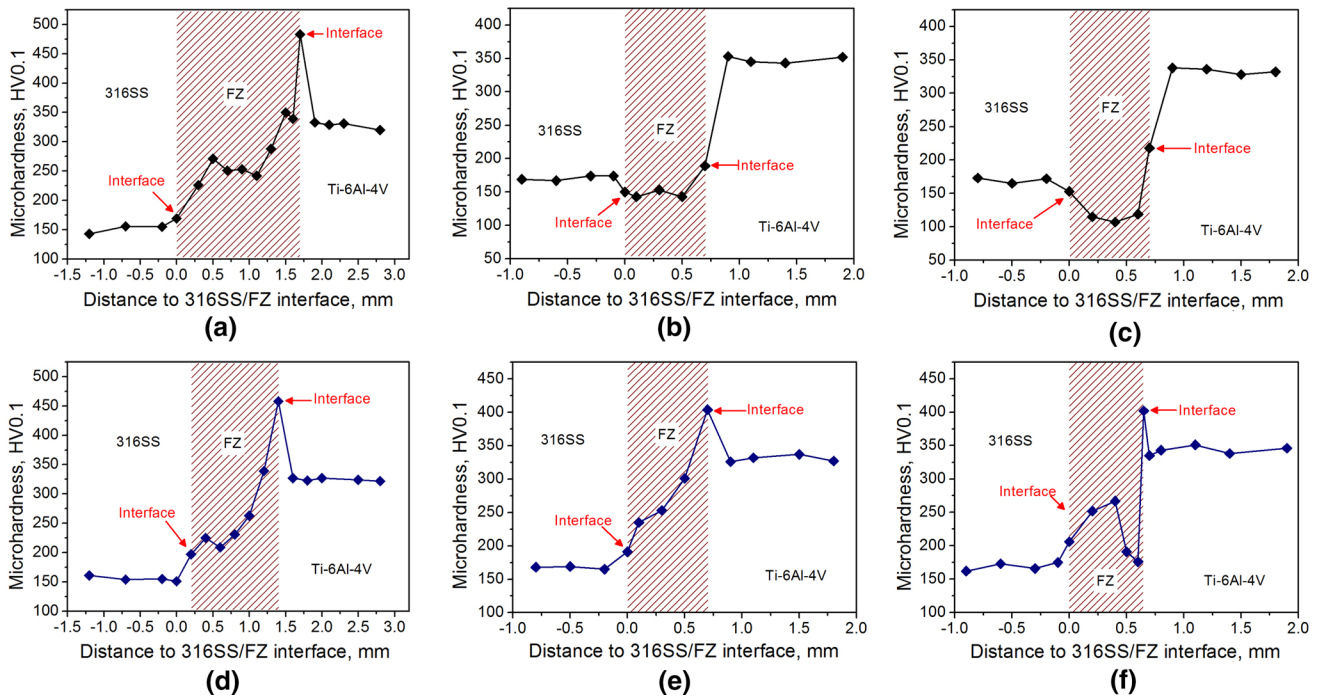 500
450
400
350
300
250
200
150
100
Microhardness, HV0.1
316SS
FZ
Interface
Interface
Ti-6Al-4V
-1.5 -1.0 -0.5 0.0 0.5 1.0 1.5 2.0 2.5 3.0
Distance to 316SS/FZ interface, mm
(a)
400
350
300
250
200
150
100
50
Microhardness, HV0.1
316SS
FZ
Interface
Interface
Ti-6Al-4V
-1.0 -0.5 0.0 0.5 1.0 1.5 2.0
Distance to 316SS/FZ interface, mm
(b)
400
350
300
250
200
150
100
50
Microhardness, HV0.1
316SS
FZ
Interface
Interface
Ti-6Al-4V
-1.0 -0.5 0.0 0.5 1.0 1.5 2.0
Distance to 316SS/FZ interface, mm
(c)
500
450
400
350
300
250
200
150
100
Microhardness, HV0.1
316SS
FZ
Interface
Interface
Ti-6Al-4V
-1.5 -1.0 -0.5 0.0 0.5 1.0 1.5 2.0 2.5 3.0
Distance to 316SS/FZ interface, mm
(d)
450
400
350
300
250
200
150
100
Microhardness, HV0.1
316SS
FZ
Interface
Interface
Ti-6Al-4V
-1.0 -0.5 0.0 0.5 1.0 1.5 2.0
Distance to 316SS/FZ interface, mm
(e)
450
400
350
300
250
200
150
100
Microhardness, HV0.1
316SS
Interface
Interface
FZ
Ti-6Al-4V
-1.0 -0.5 0.0 0.5 1.0 1.5 2.0
Distance to 316SS/FZ interface, mm
(f)